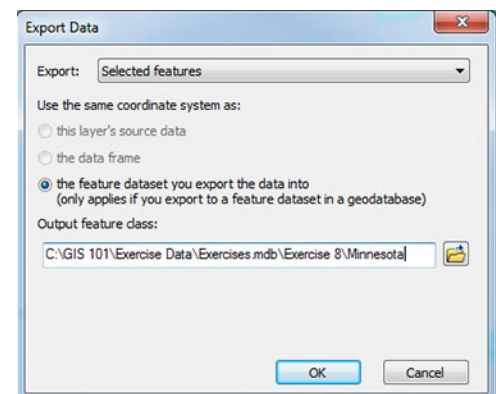 Export Data
Export: Selected features
Use the same coordinate system as:
this layer's source data
the data frame
the feature dataset you export the data into
(only applies if you export to a feature dataset in a geodatabase)
Output feature class:
C:\GIS 101\Exercise Data\Exercises.mdb\Exercise 8\Minnesota
OK Cancel